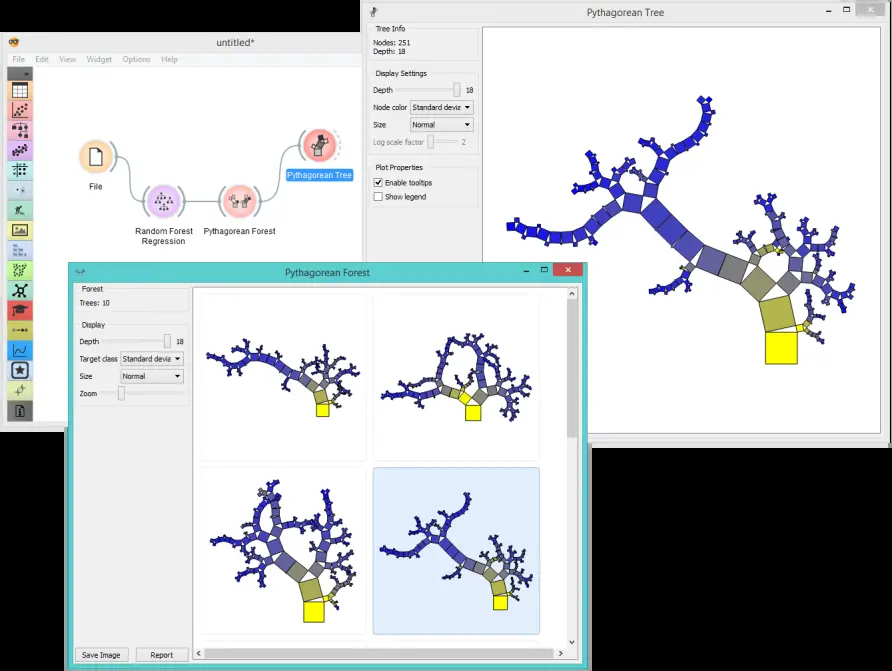 untitled*
File Edit View Widget Options Help
File
Random Forest
Regression
Pythagorean Forest
Pythagorean Tree
Pythagorean Tree
Tree Info
Nodes: 251
Depth: 18
Display Settings
Depth 18
Node color Standard devia
Size Normal
Log scale factor 2
Plot Properties
Enable tooltips
Show legend
Pythagorean Forest
Forest
Trees: 10
Display
Depth 18
Target class Standard devia
Size Normal
Zoom
Save Image Report